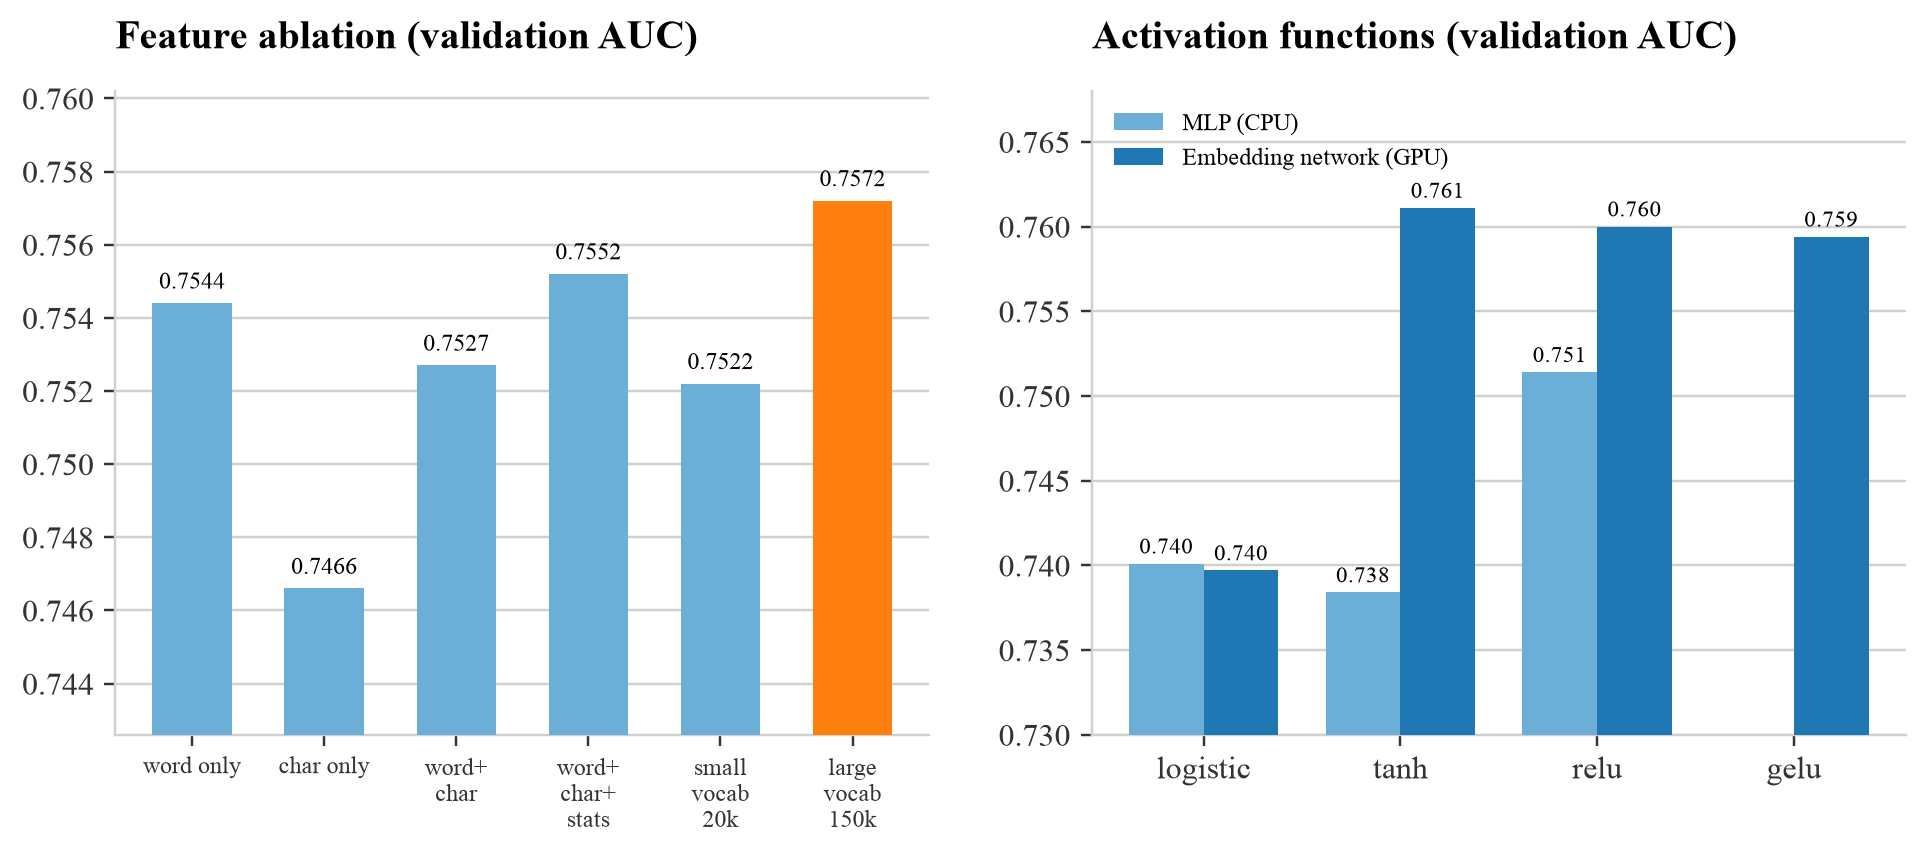 Feature ablation (validation AUC)
0.760
0.758
0.756
0.754
0.752
0.750
0.748
0.746
0.744
0.7544
0.7466
0.7527
0.7552
0.7522
0.7572
word only
char only
word+
char
word+
char+
stats
small
vocab
20k
large
vocab
150k
Activation functions (validation AUC)
MLP (CPU)
Embedding network (GPU)
0.765
0.760
0.755
0.750
0.745
0.740
0.735
0.730
0.740
0.740
0.738
0.761
0.751
0.760
0.759
logistic
tanh
relu
gelu